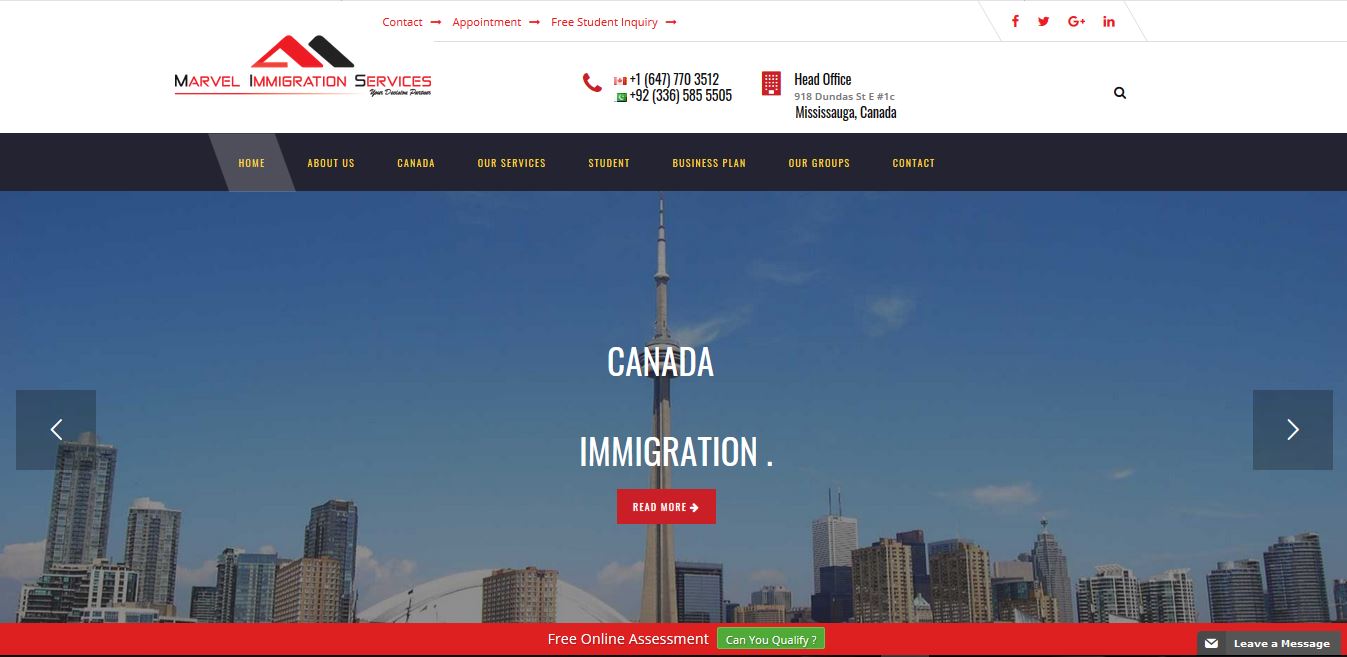 Contact
Appointment
Free Student Inquiry
MARVEL IMMIGRATION SERVICES
Your Decision Partner
+1 (647) 770 3512
+92 (336) 585 5505
Head Office
918 Dundas St E #1c
Mississauga, Canada
HOME
ABOUT US
CANADA
OUR SERVICES
STUDENT
BUSINESS PLAN
OUR GROUPS
CONTACT
CANADA
IMMIGRATION .
READ MORE
Free Online Assessment
Can You Qualify ?
Leave a Message